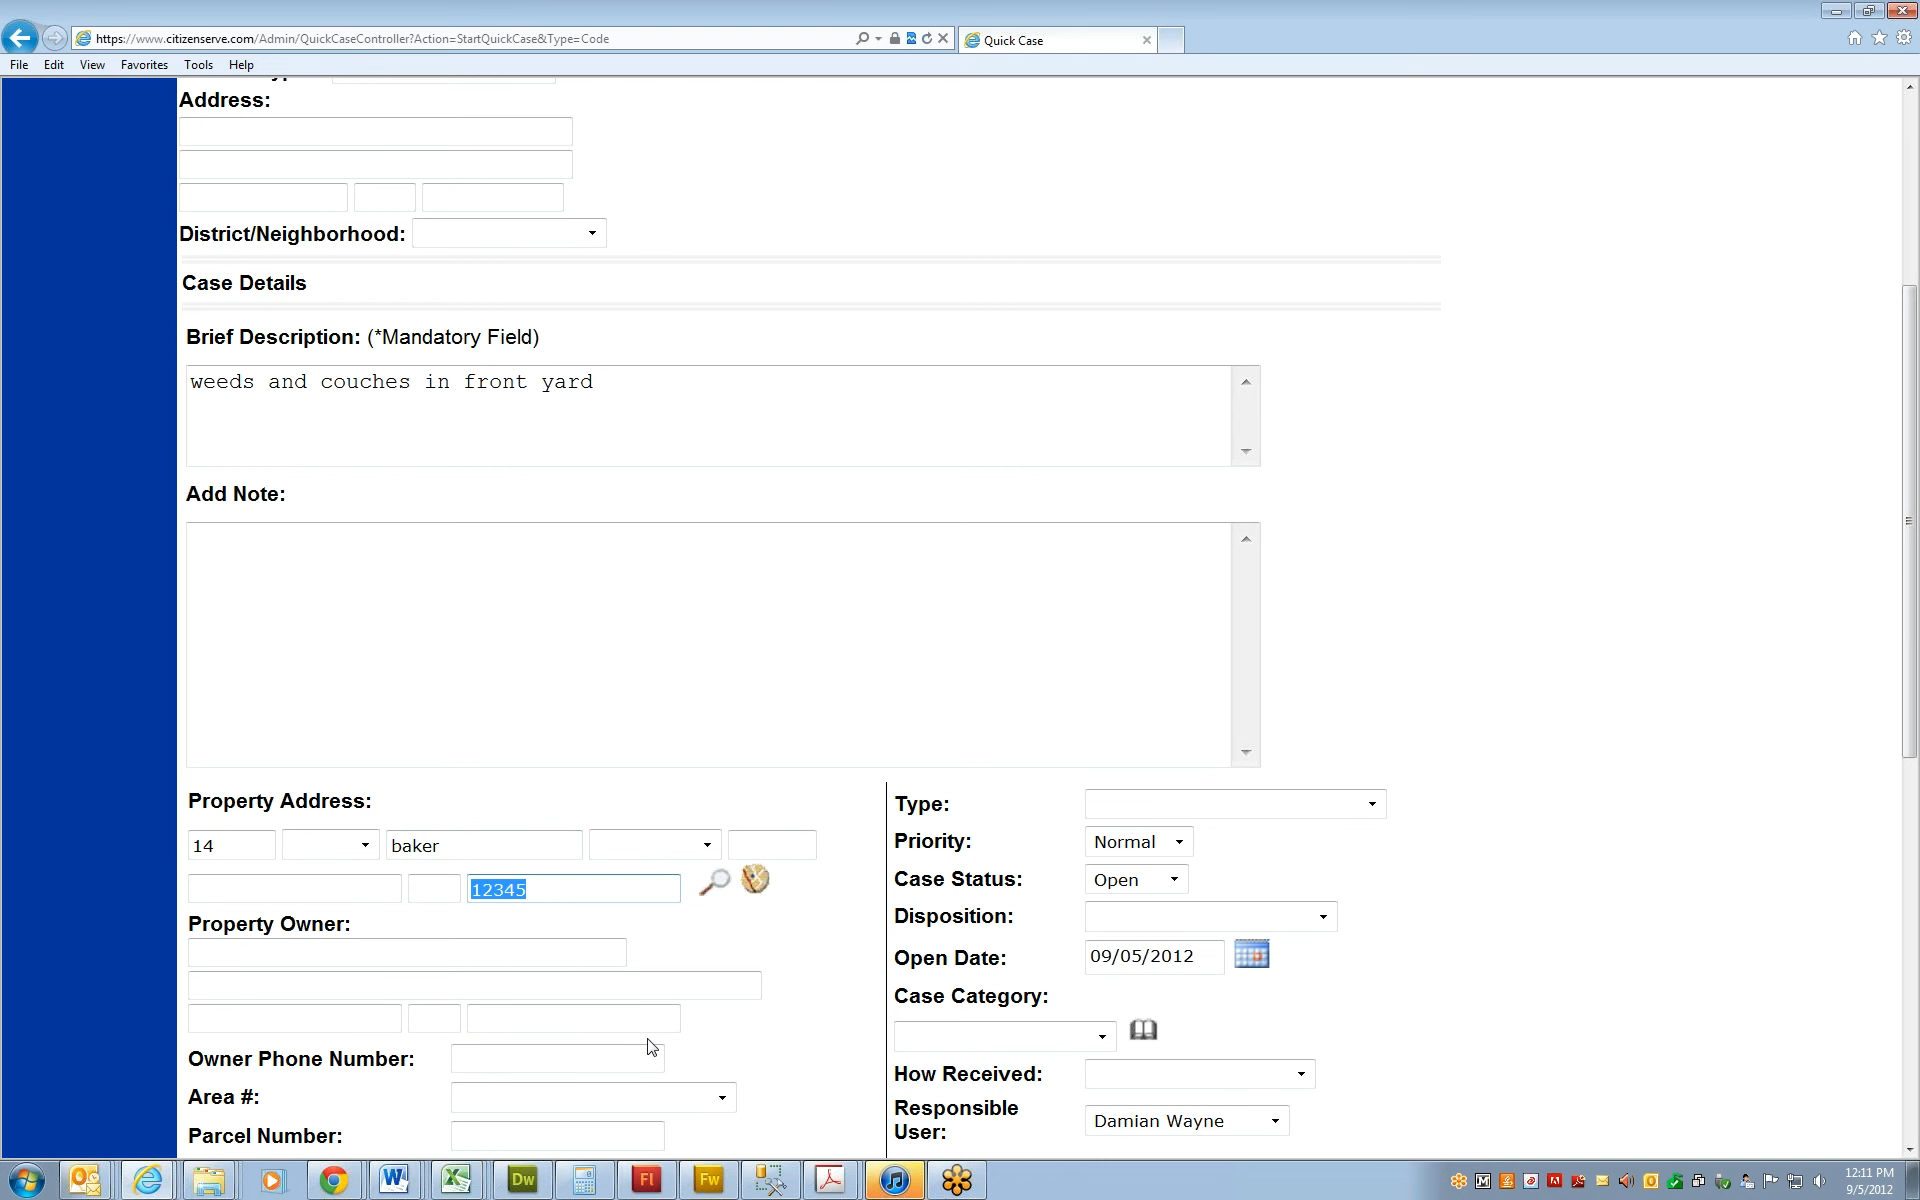 https://www.citizenserve.com/Admin/QuickCaseController?Action=StartQuickCase&Type=Code
Quick Case
File Edit View Favorites Tools Help
Address:
District/Neighborhood:
Case Details
Brief Description: (*Mandatory Field)
weeds and couches in front yard
Add Note:
Property Address:
14 baker
12345
Property Owner:
Owner Phone Number:
Area #:
Parcel Number:
Type:
Priority: Normal
Case Status: Open
Disposition:
Open Date: 09/05/2012
Case Category:
How Received:
Responsible
User: Damian Wayne
Dw Fl Fw
12:11 PM
9/5/2012